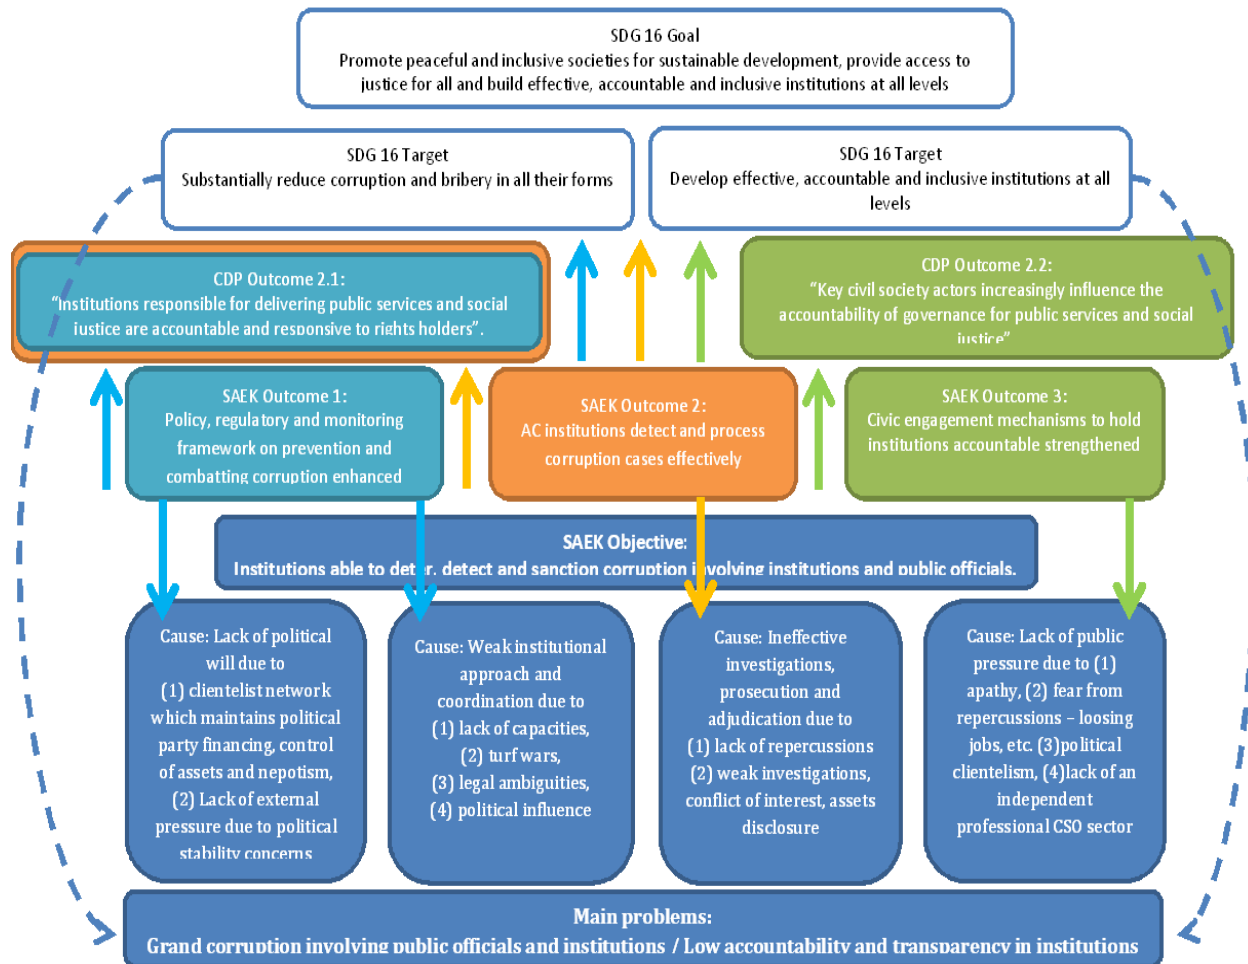 SDG 16 Goal
Promote peaceful and inclusive societies for sustainable development, provide access to
justice for all and build effective, accountable and inclusive institutions at all levels
SDG 16 Target
Substantially reduce corruption and bribery in all their forms
SDG 16 Target
Develop effective, accountable and inclusive institutions at all
levels
CDP Outcome 2.1:
“Institutions responsible for delivering public services and social
justice are accountable and responsive to rights holders”.
CDP Outcome 2.2:
“Key civil society actors increasingly influence the
accountability of governance for public services and social
justice”
SAEK Outcome 1:
Policy, regulatory and monitoring
framework on prevention and
combatting corruption enhanced
SAEK Outcome 2:
AC institutions detect and process
corruption cases effectively
SAEK Outcome 3:
Civic engagement mechanisms to hold
institutions accountable strengthened
SAEK Objective:
Institutions able to deter, detect and sanction corruption involving institutions and public officials.
Cause: Lack of political
will due to
(1) clientelist network
which maintains political
party financing, control
of assets and nepotism,
(2) Lack of external
pressure due to political
stability concerns
Cause: Weak institutional
approach and
coordination due to
(1) lack of capacities,
(2) turf wars,
(3) legal ambiguities,
(4) political influence
Cause: Ineffective
investigations,
prosecution and
adjudication due to
(1) lack of repercussions
(2) weak investigations,
conflict of interest, assets
disclosure
Cause: Lack of public
pressure due to (1)
apathy, (2) fear from
repercussions – loosing
jobs, etc. (3)political
clientelism, (4)lack of an
independent
professional CSO sector
Main problems:
Grand corruption involving public officials and institutions / Low accountability and transparency in institutions